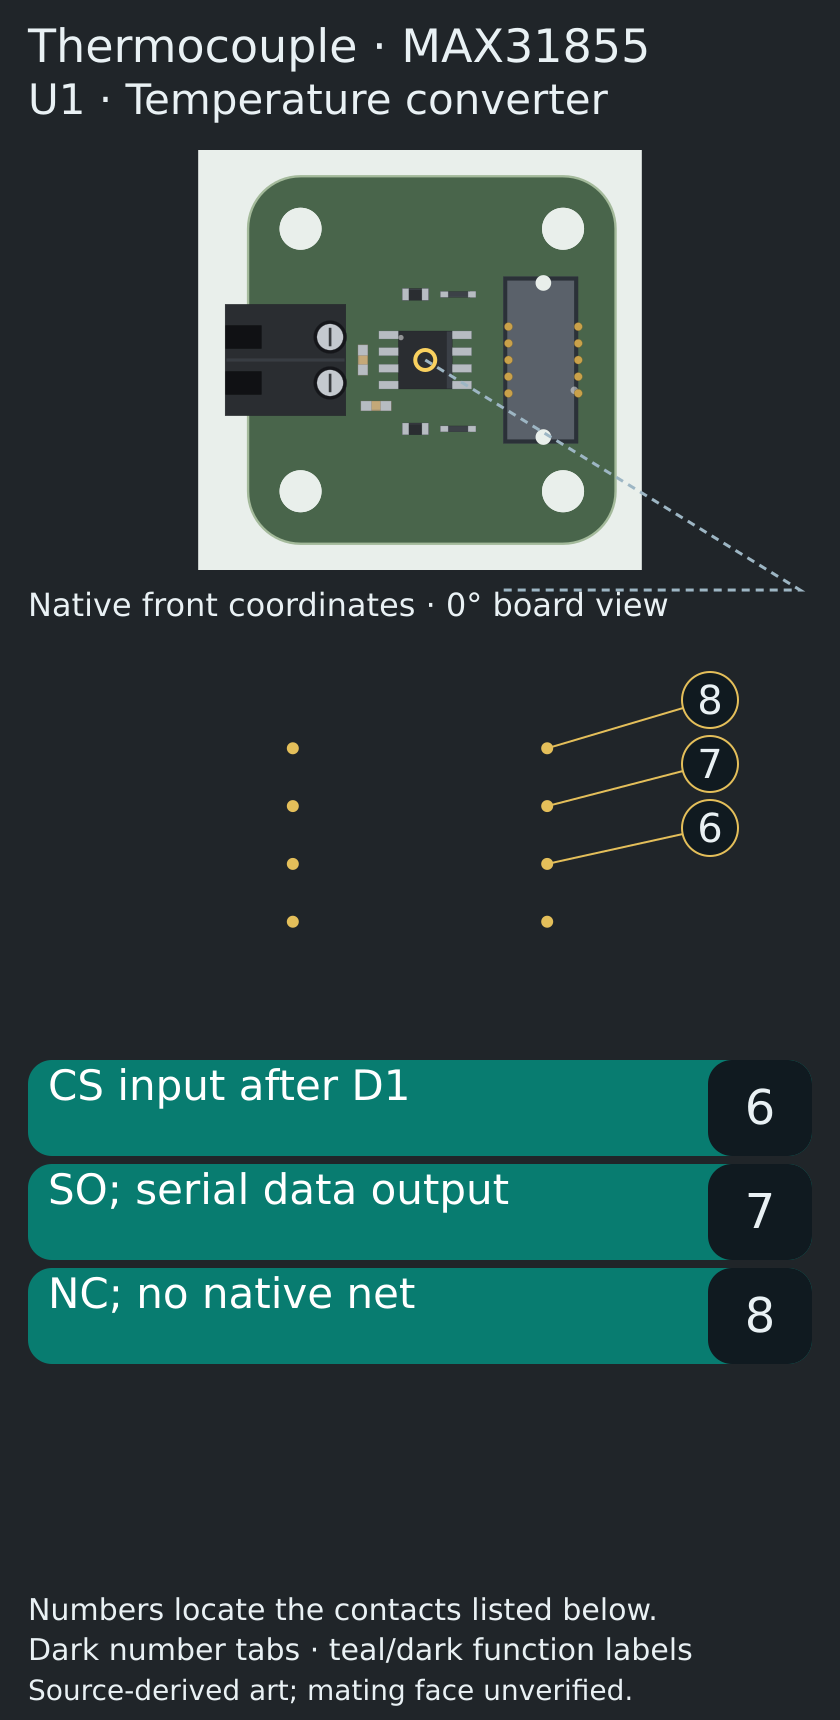 Thermocouple · MAX31855
U1 · Temperature converter
Native front coordinates · 0° board view
8
7
6
CS input after D1 6
SO; serial data output 7
NC; no native net 8
Numbers locate the contacts listed below.
Dark number tabs · teal/dark function labels
Source-derived art; mating face unverified.